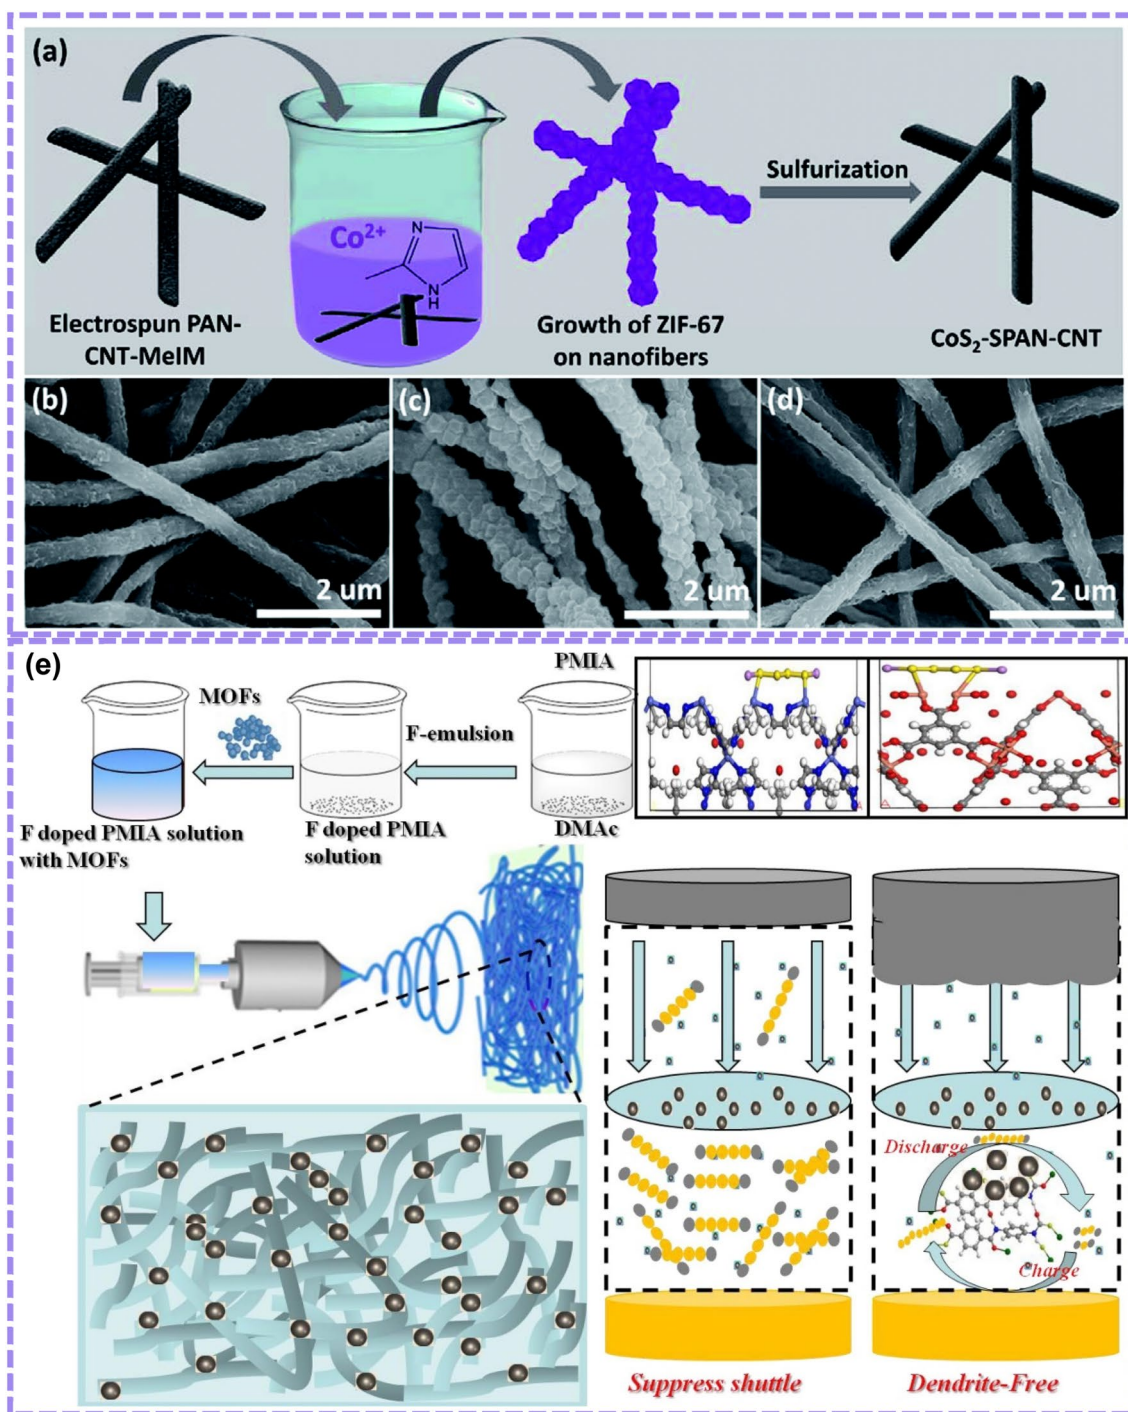 (a)
Co2+
N
N
H
Sulfurization
Electrospun PAN-
CNT-MeIM
Growth of ZIF-67
on nanofibers
CoS2-SPAN-CNT
(b)
2 um
(c)
2 um
(d)
2 um
(e)
MOFs
F-emulsion
PMIA
F doped PMIA solution
with MOFs
F doped PMIA
solution
DMAc
Discharge
Charge
Suppress shuttle
Dendrite-Free